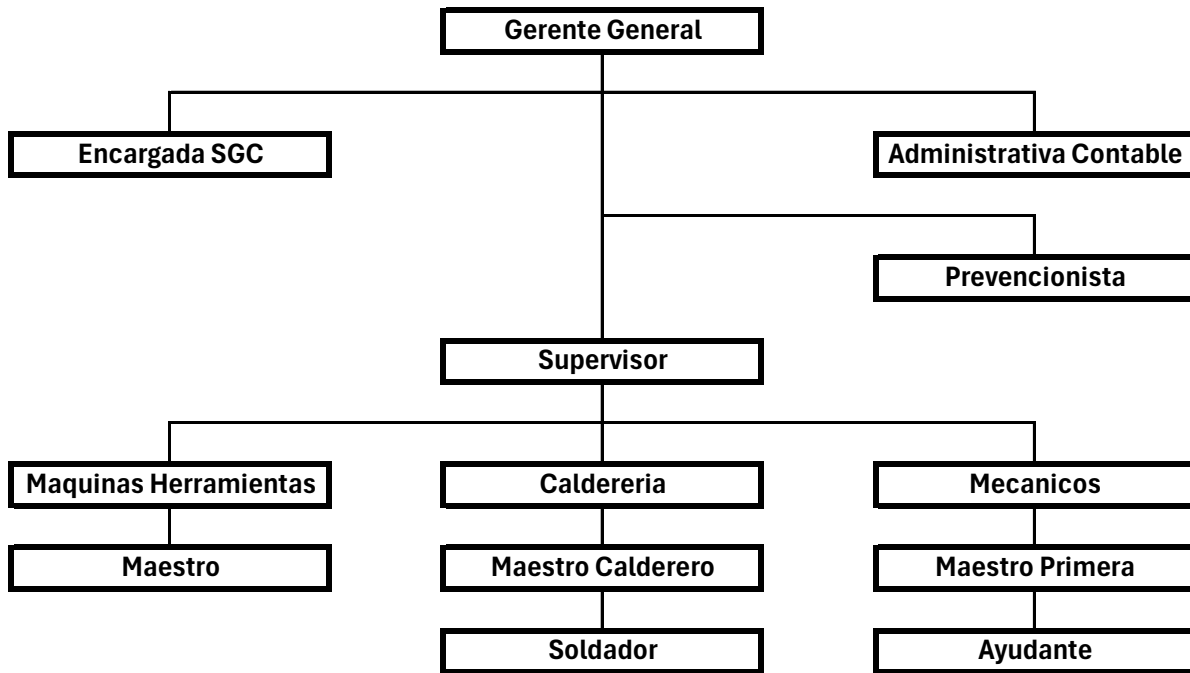 Gerente General
Encargada SGC
Administrativa Contable
Prevencionista
Supervisor
Maquinas Herramientas
Caldereria
Mecanicos
Maestro
Maestro Calderero
Maestro Primera
Soldador
Ayudante